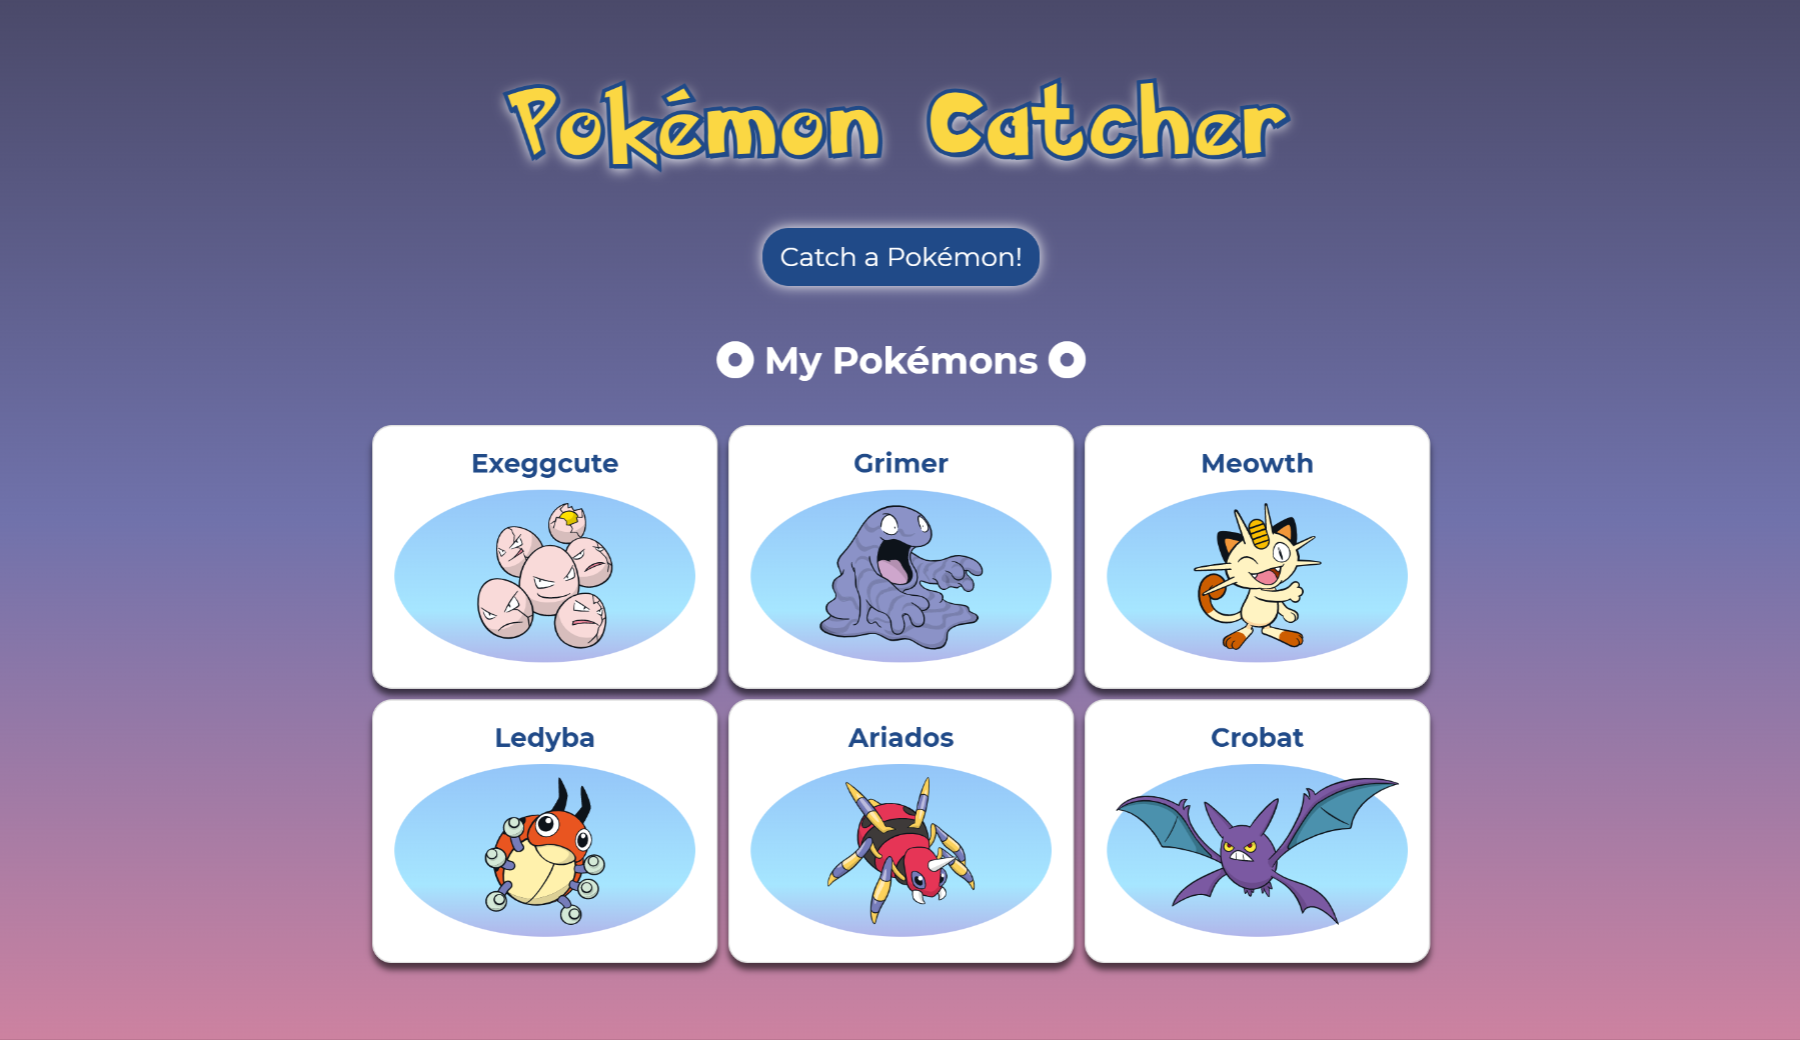 Pokémon Catcher
Catch a Pokémon!
My Pokémons
Exeggcute
Grimer
Meowth
Ledyba
Ariados
Crobat